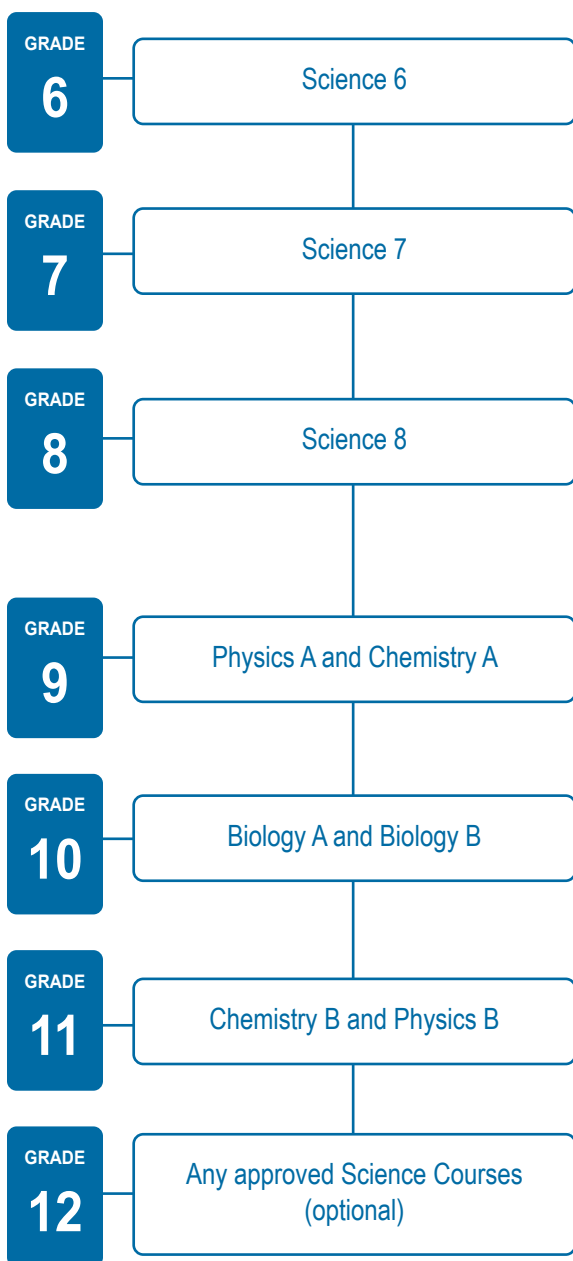 GRADE
6
Science 6
GRADE
7
Science 7
GRADE
8
Science 8
GRADE
9
Physics A and Chemistry A
GRADE
10
Biology A and Biology B
GRADE
11
Chemistry B and Physics B
GRADE
12
Any approved Science Courses
(optional)